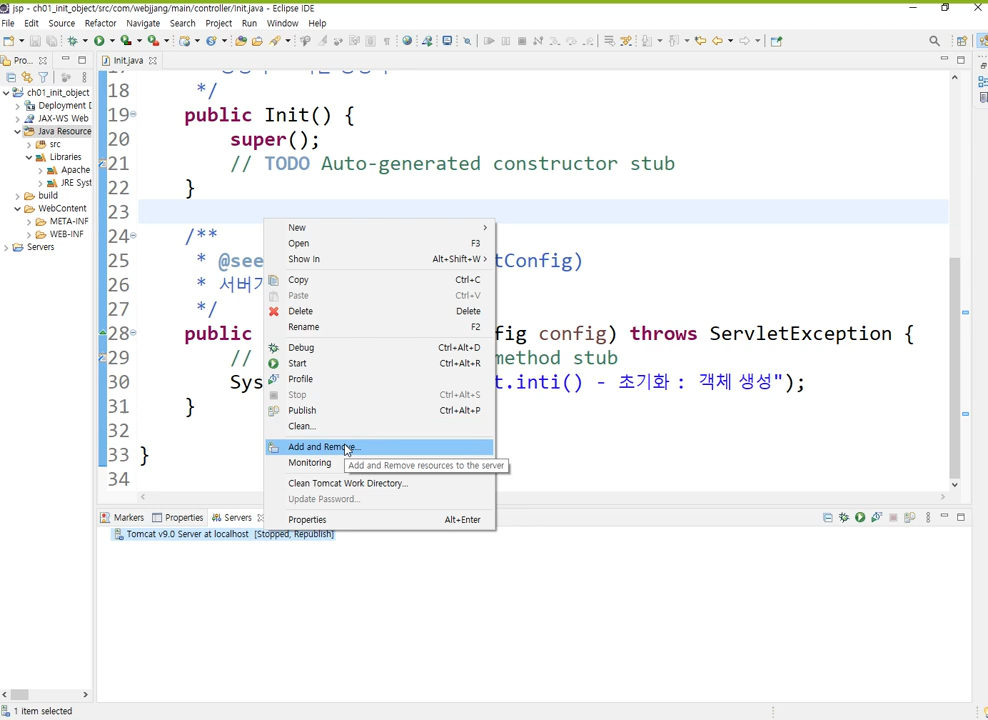 jsp - ch01_init_object/src/com/webjjang/main/controller/Init.java - Eclipse IDE
File Edit Source Refactor Navigate Search Project Run Window Help
Pro...
Init.java
ch01_init_object
Deployment D
JAX-WS Web
Java Resource
src
Libraries
Apache
JRE Syst
build
WebContent
META-INF
WEB-INF
Servers
18 */
19 public Init() {
20 super();
21 // TODO Auto-generated constructor stub
22 }
23
24 /**
25 * @see tConfig)
26 * 서버가
27 */
28 public fig config) throws ServletException {
29 // method stub
30 Sys t.inti() - 초기화 : 객체 생성");
31 }
32
33 }
34
New
Open F3
Show In Alt+Shift+W
Copy Ctrl+C
Paste Ctrl+V
Delete Delete
Rename F2
Debug Ctrl+Alt+D
Start Ctrl+Alt+R
Profile
Stop Ctrl+Alt+S
Publish Ctrl+Alt+P
Clean...
Add and Remove...
Monitoring
Add and Remove resources to the server
Clean Tomcat Work Directory...
Update Password...
Properties Alt+Enter
Markers Properties Servers
Tomcat v9.0 Server at localhost [Stopped, Republish]
1 item selected